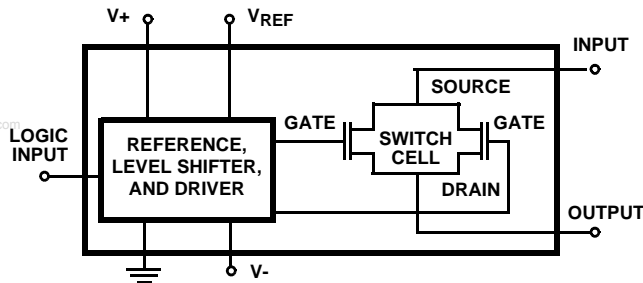 V+
VREF
INPUT
SOURCE
GATE
GATE
SWITCH
CELL
LOGIC
INPUT
REFERENCE,
LEVEL SHIFTER,
AND DRIVER
DRAIN
OUTPUT
V-